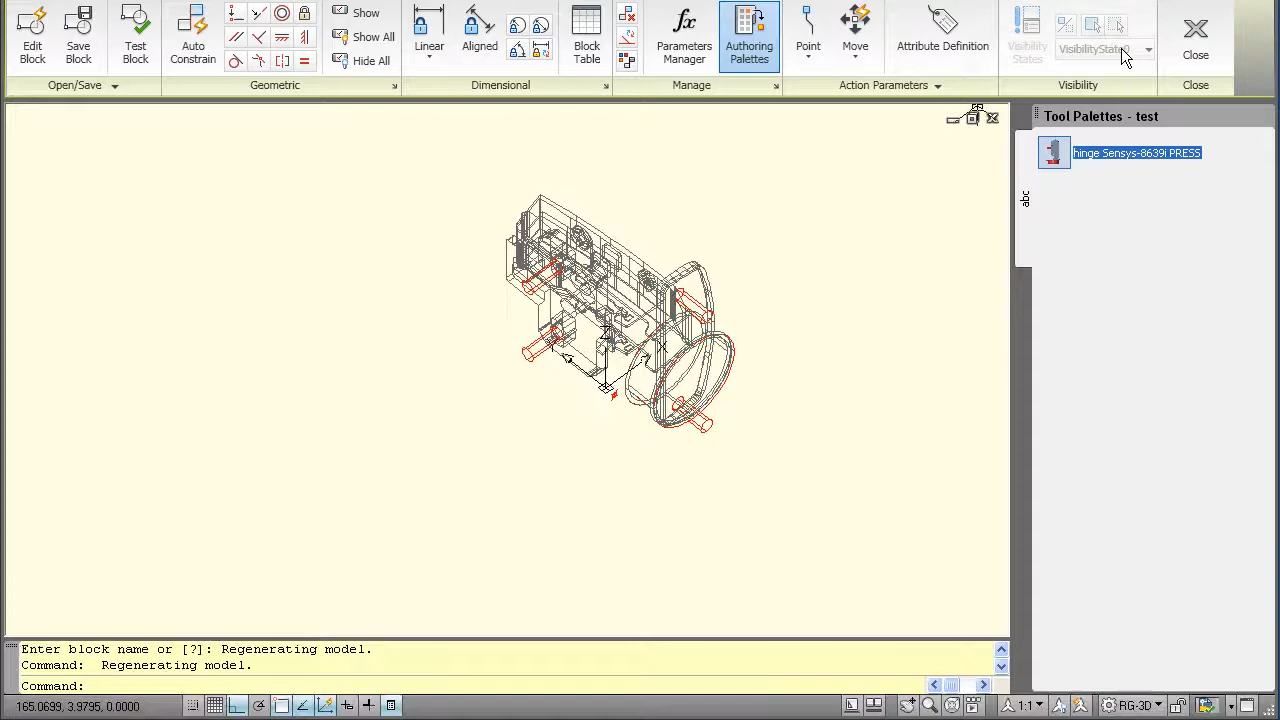 Edit
Block
Save
Block
Test
Block
Auto
Constrain
Show
Show All
Hide All
Linear
Aligned
Block
Table
fx
Parameters
Manager
Authoring
Palettes
Point
Move
Attribute Definition
Visibility
States
VisibilityState0
Close
Open/Save
Geometric
Dimensional
Manage
Action Parameters
Visibility
Close
Tool Palettes - test
hinge Sensys-8639i PRESS
abc
Enter block name or [?]: Regenerating model.
Command:  Regenerating model.
Command:
165.0699, 3.9795, 0.0000
1:1
RG-3D